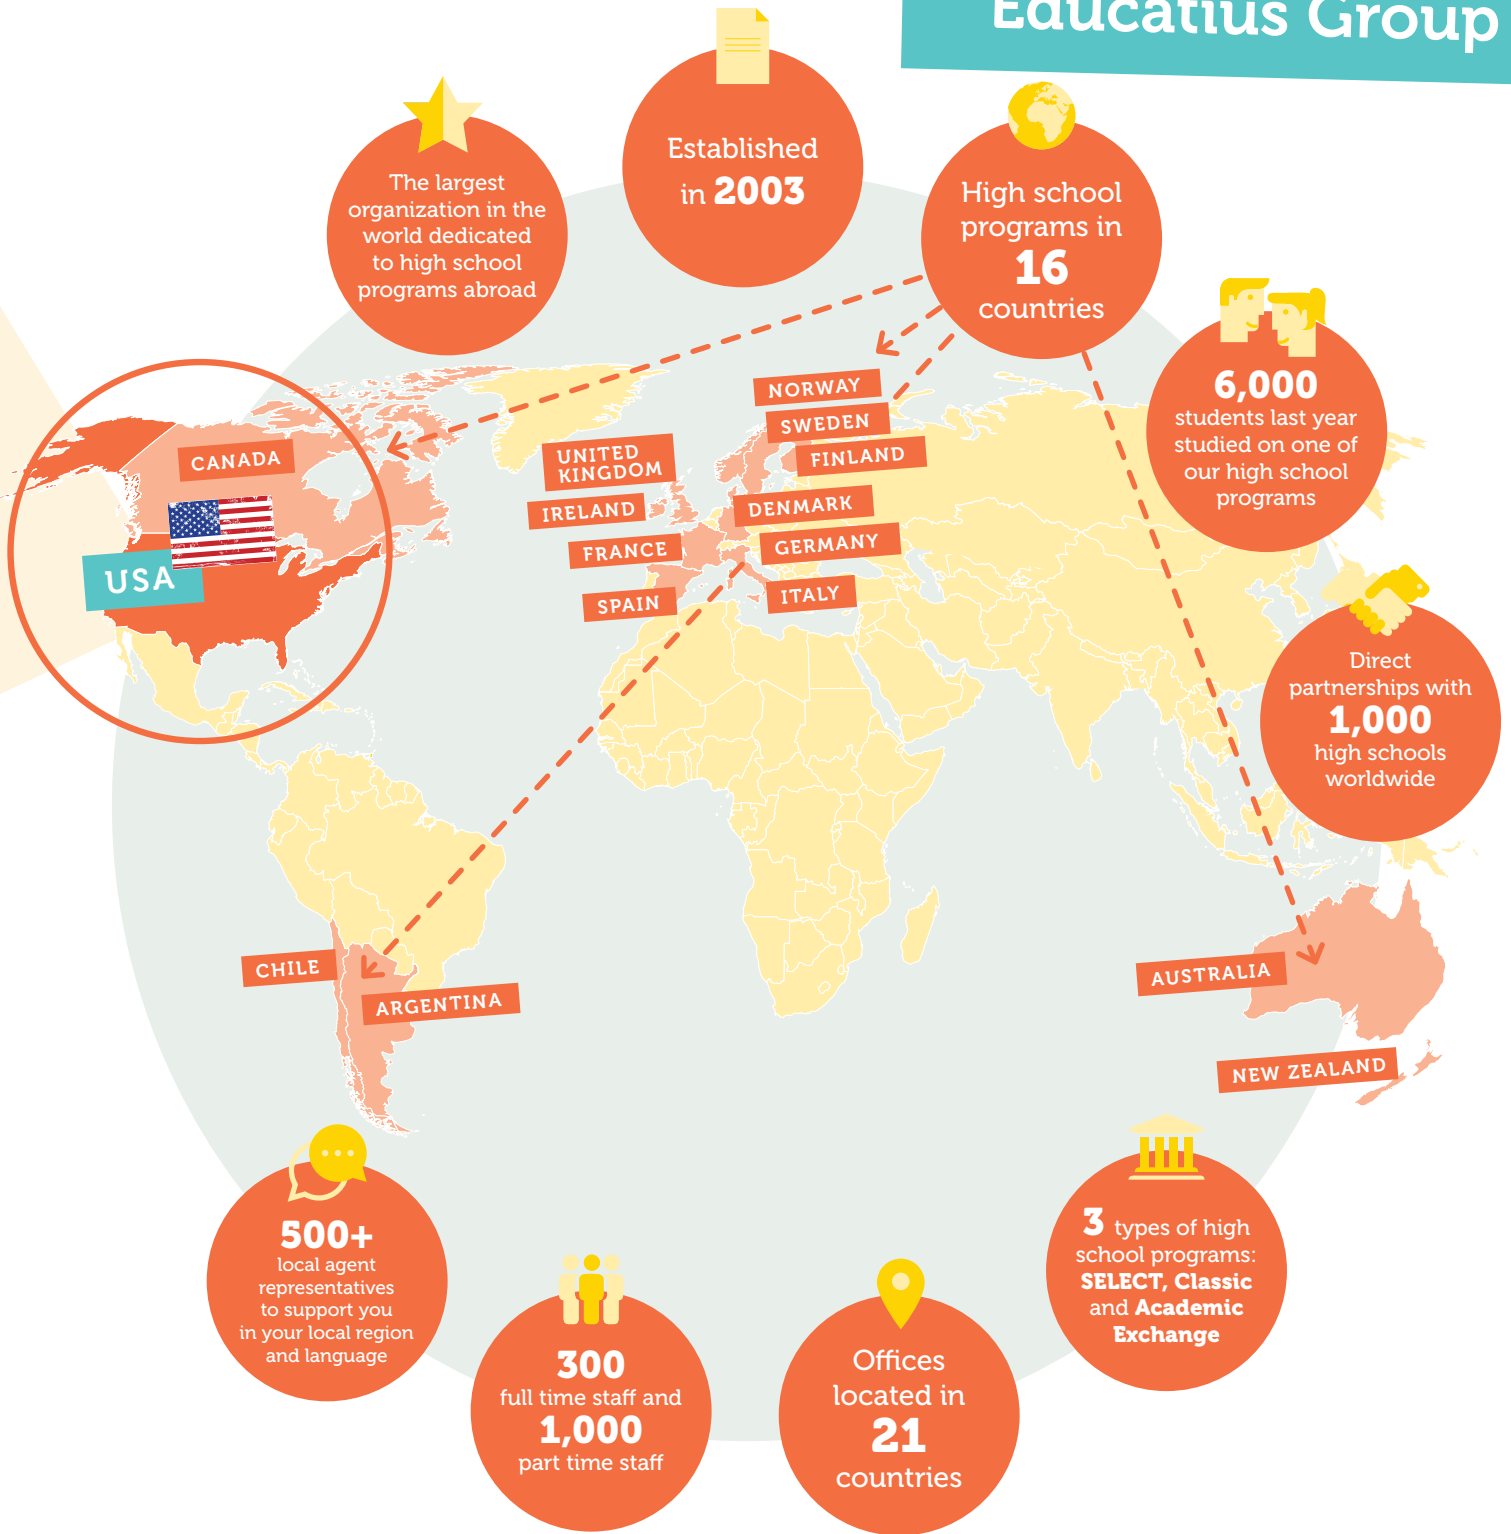 Educatius Group
The largest
organization in the
world dedicated
to high school
programs abroad
Established
in 2003
High school
programs in
16
countries
6,000
students last year
studied on one of
our high school
programs
Direct
partnerships with
1,000
high schools
worldwide
CANADA
USA
NORWAY
SWEDEN
FINLAND
UNITED
KINGDOM
IRELAND
DENMARK
FRANCE
GERMANY
SPAIN
ITALY
CHILE
ARGENTINA
AUSTRALIA
NEW ZEALAND
500+
local agent
representatives
to support you
in your local region
and language
300
full time staff and
1,000
part time staff
Offices
located in
21
countries
3 types of high
school programs:
SELECT, Classic
and Academic
Exchange